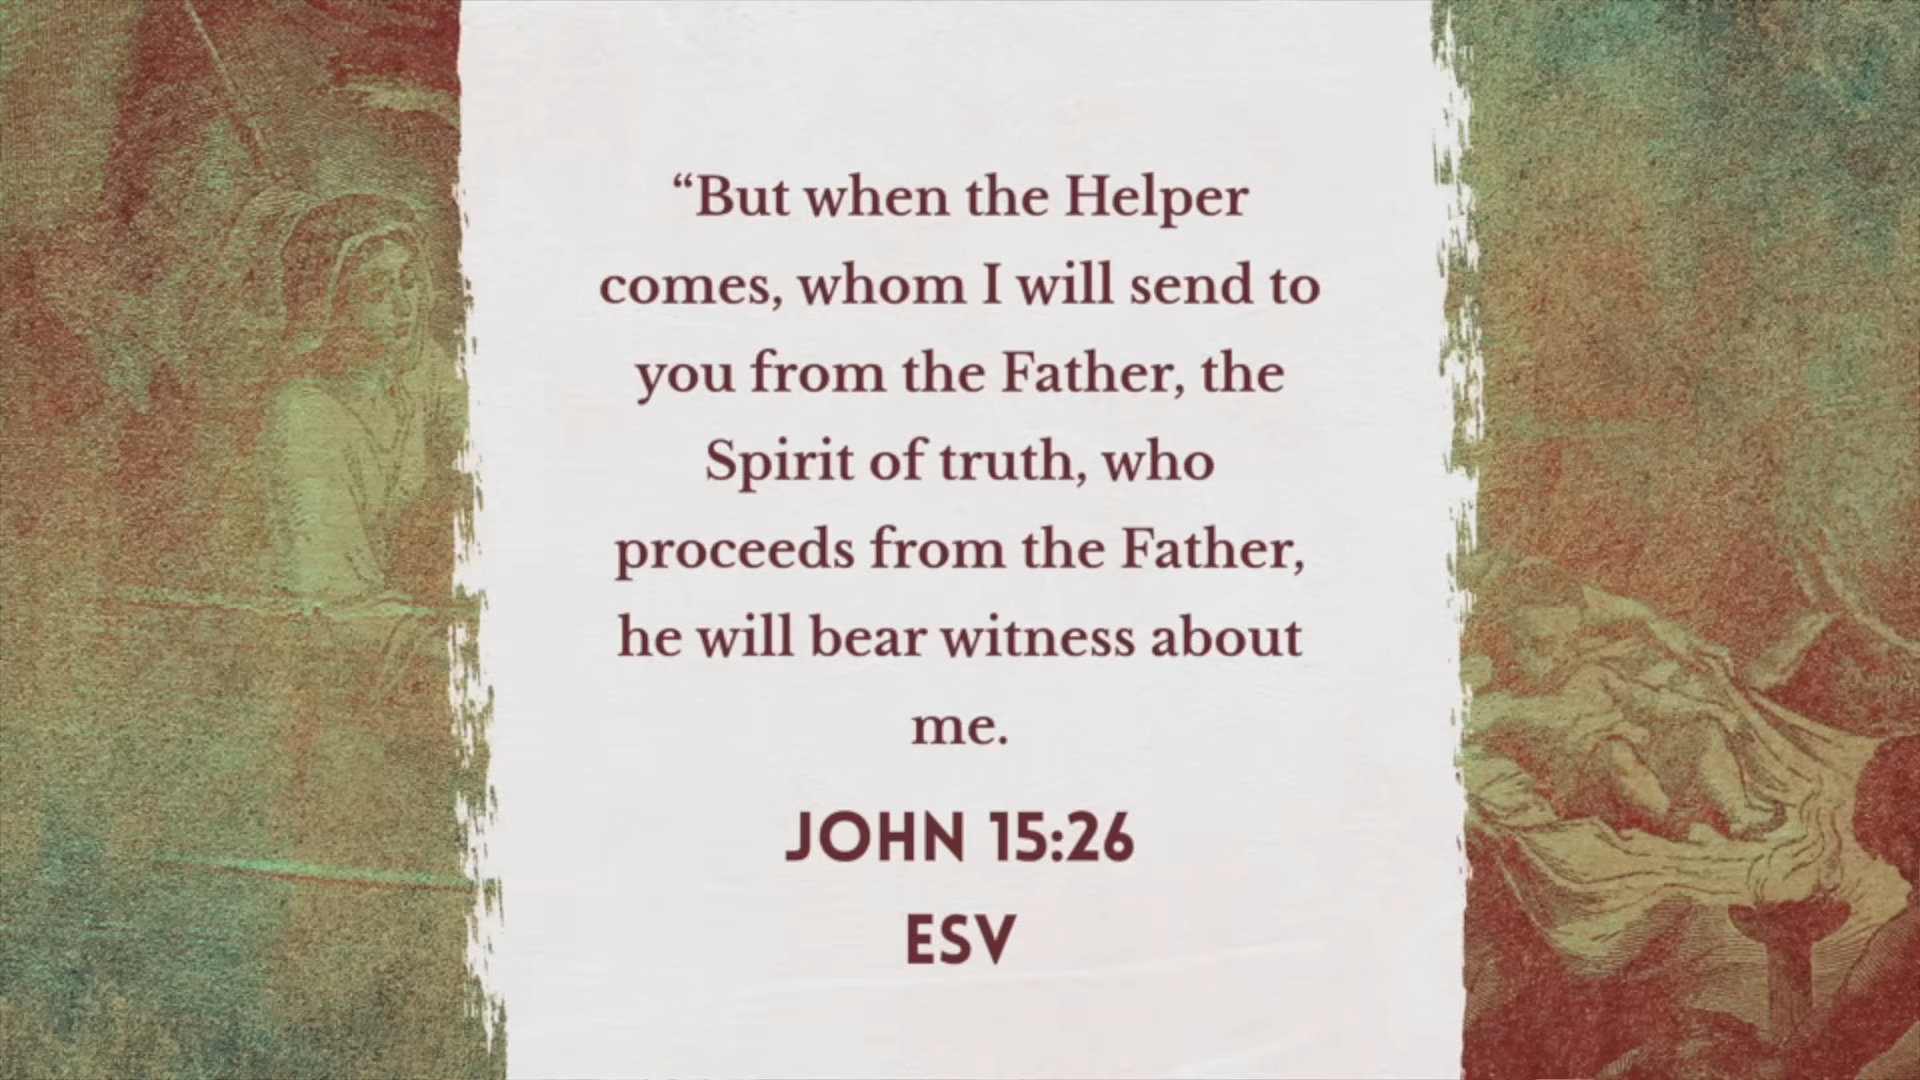 “But when the Helper
comes, whom I will send to
you from the Father, the
Spirit of truth, who
proceeds from the Father,
he will bear witness about
me.
JOHN 15:26
ESV